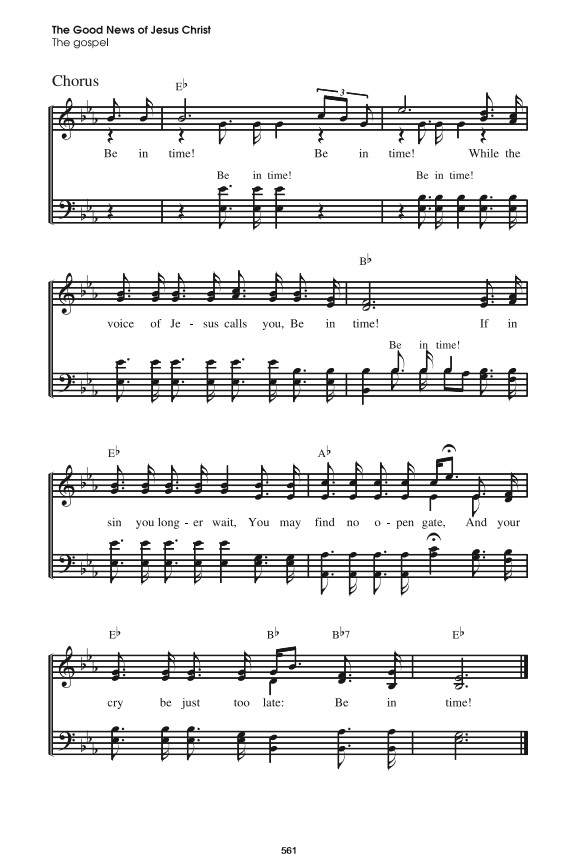 The Good News of Jesus Christ
The gospel
Chorus
E♭
3
Be in time! Be in time! While the
Be in time! Be in time!
B♭
voice of Je - sus calls you, Be in time! If in
Be in time!
E♭ A♭
sin you long - er wait, You may find no o - pen gate, And your
E♭ B♭ B♭7 E♭
cry be just too late: Be in time!
561